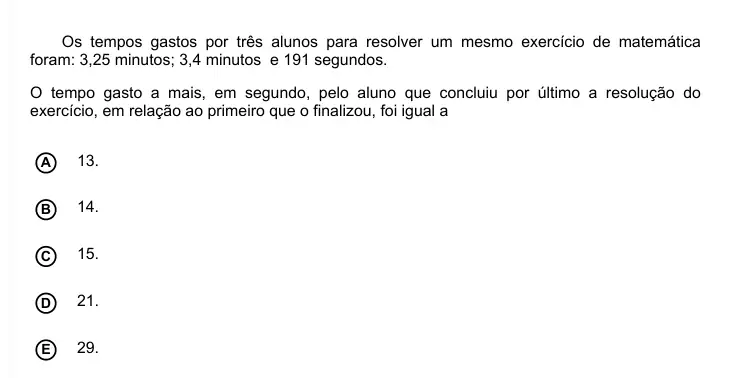 Os tempos gastos por três alunos para resolver um mesmo exercício de matemática
foram: 3,25 minutos; 3,4 minutos e 191 segundos.
O tempo gasto a mais, em segundo, pelo aluno que concluiu por último a resolução do
exercício, em relação ao primeiro que o finalizou, foi igual a
A 13.
B 14.
C 15.
D 21.
E 29.